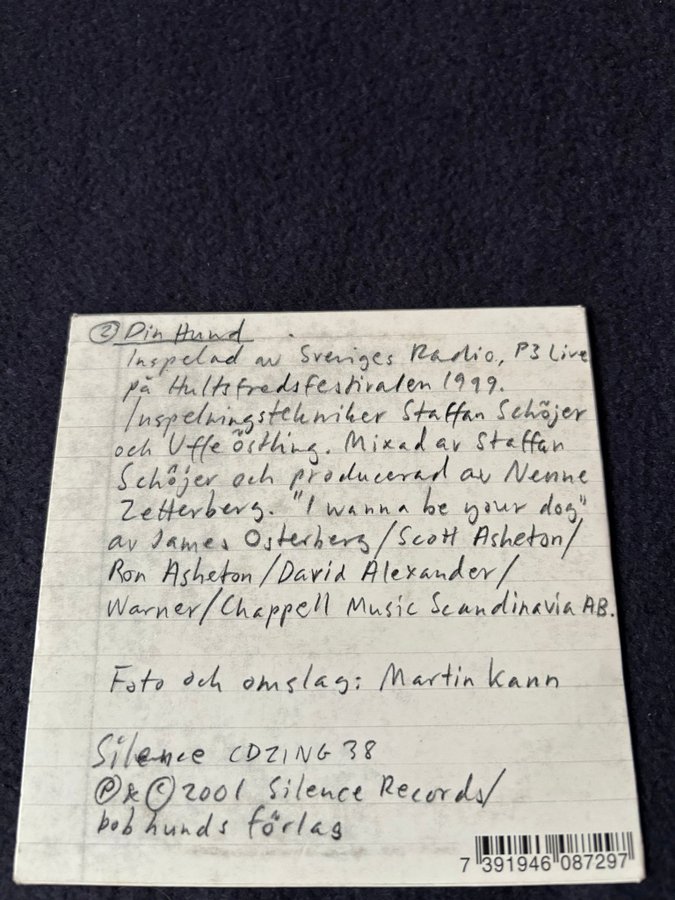 ② Din Hund
Inspelad av Sveriges Radio, P3 Live
på Hultsfredsfestivalen 1999.
Inspelningstekniker Staffan Schöjer
och Uffe Östling. Mixad av Staffan
Schöjer och producerad av Nenne
Zetterberg. "I wanna be your dog"
av James Osterberg/Scott Asheton/
Ron Asheton/David Alexander/
Warner/Chappell Music Scandinavia AB.
Foto och omslag: Martin Kann
Silence CDZING 38
Ⓟ & © 2001 Silence Records/
bob hunds förlag
7 391946 087297